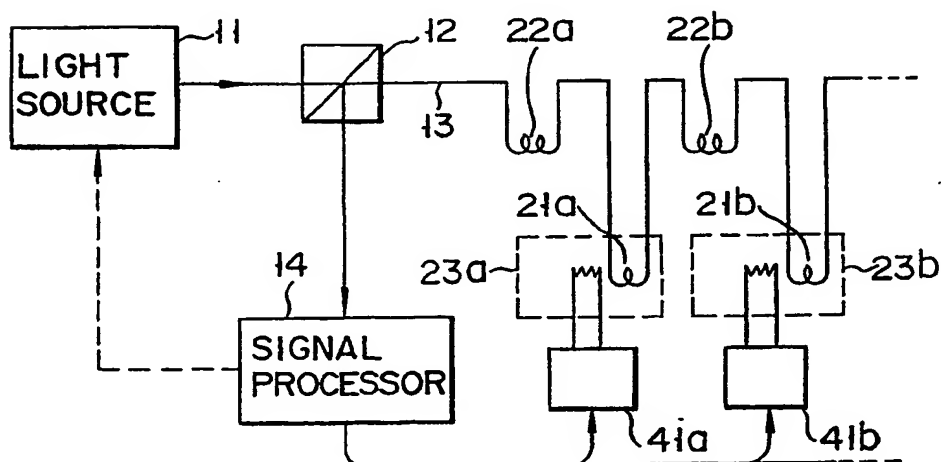 11
LIGHT
SOURCE
12
13
22a
22b
21a
21b
23a
23b
14
SIGNAL
PROCESSOR
41a
41b